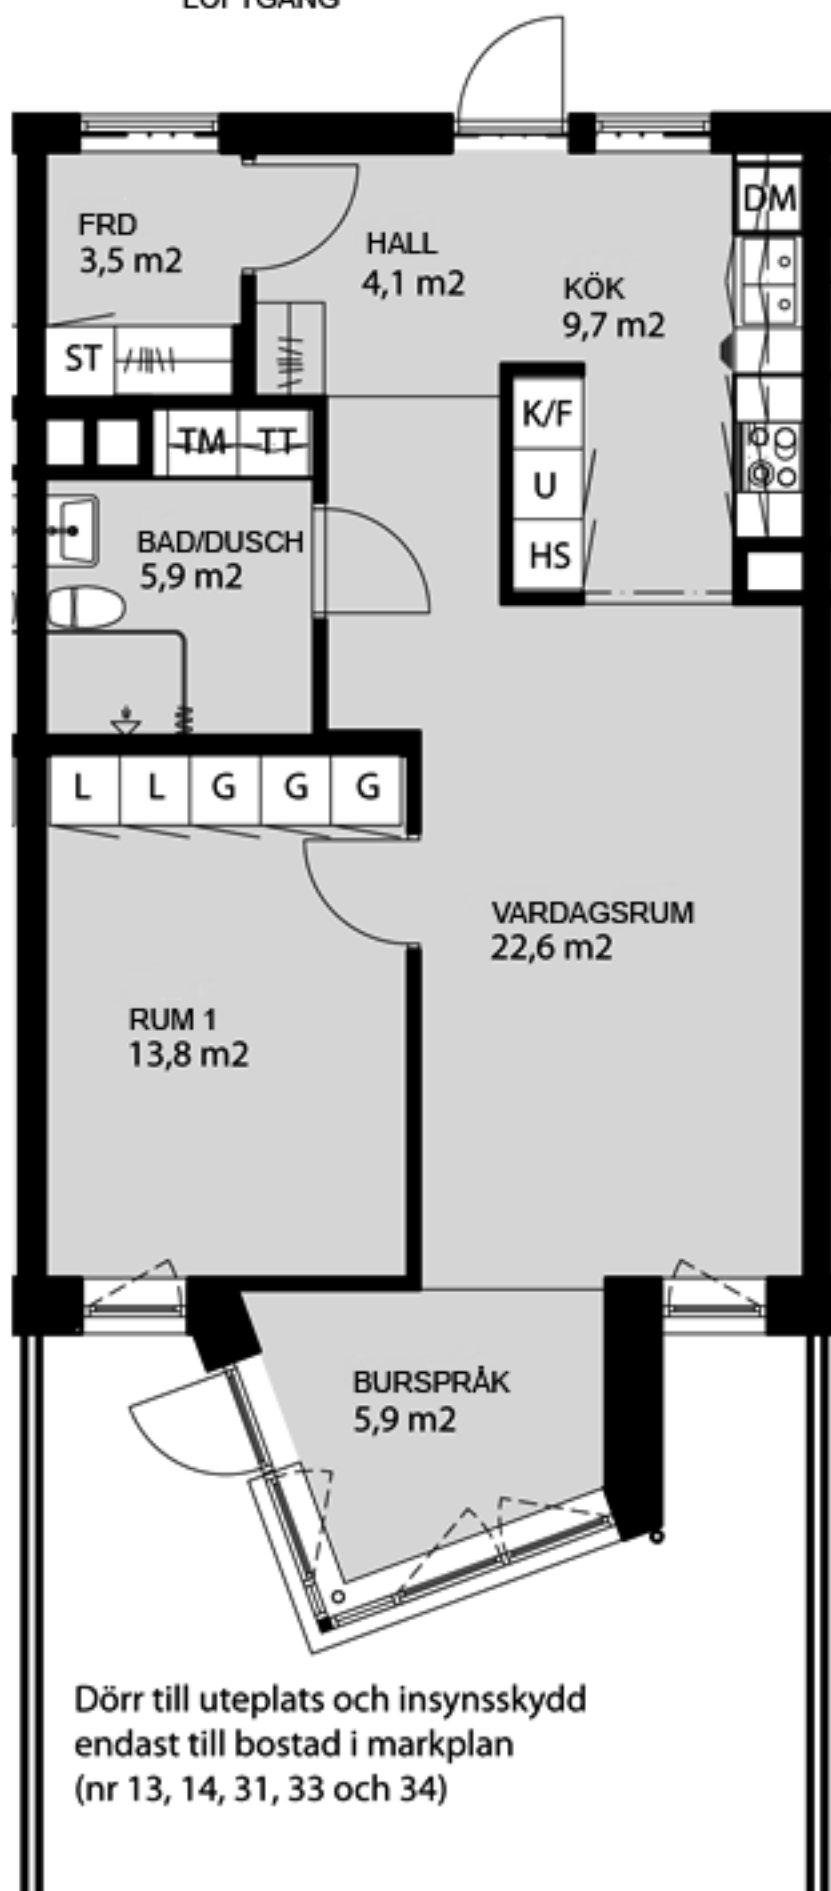 LOFTGÅNG
FRD
3,5 m2
HALL
4,1 m2
KÖK
9,7 m2
DM
ST
K/F
U
HS
TM
TT
BAD/DUSCH
5,9 m2
L
L
G
G
G
VARDAGSRUM
22,6 m2
RUM 1
13,8 m2
BURSPRÅK
5,9 m2
Dörr till uteplats och insynsskydd
endast till bostad i markplan
(nr 13, 14, 31, 33 och 34)